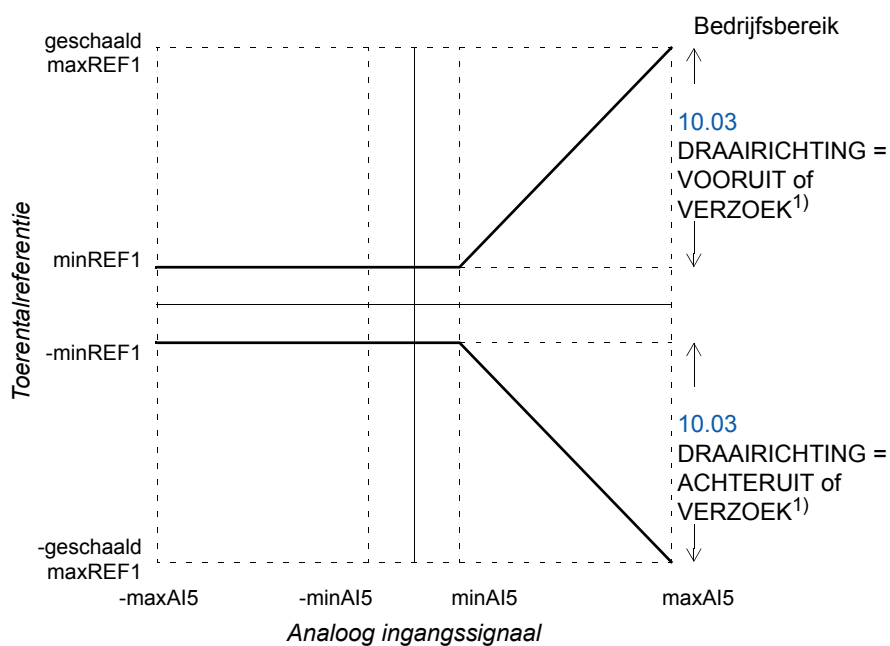 Bedrijfsbereik
geschaald
maxREF1
10.03
DRAAIRICHTING =
VOORUIT of
VERZOEK1)
minREF1
Toerentalreferentie
-minREF1
10.03
DRAAIRICHTING =
ACHTERUIT of
VERZOEK1)
-geschaald
maxREF1
-maxAI5
-minAI5
minAI5
maxAI5
Analoog ingangssignaal